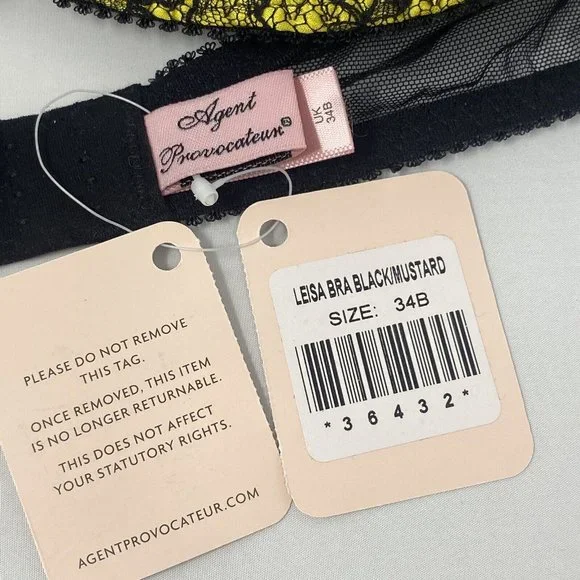 Agent
Provocateur®
UK
34B
LEISA BRA BLACK/MUSTARD
SIZE: 34B
*36432*
PLEASE DO NOT REMOVE
THIS TAG.
ONCE REMOVED, THIS ITEM
IS NO LONGER RETURNABLE.
THIS DOES NOT AFFECT
YOUR STATUTORY RIGHTS.
AGENTPROVOCATEUR.COM